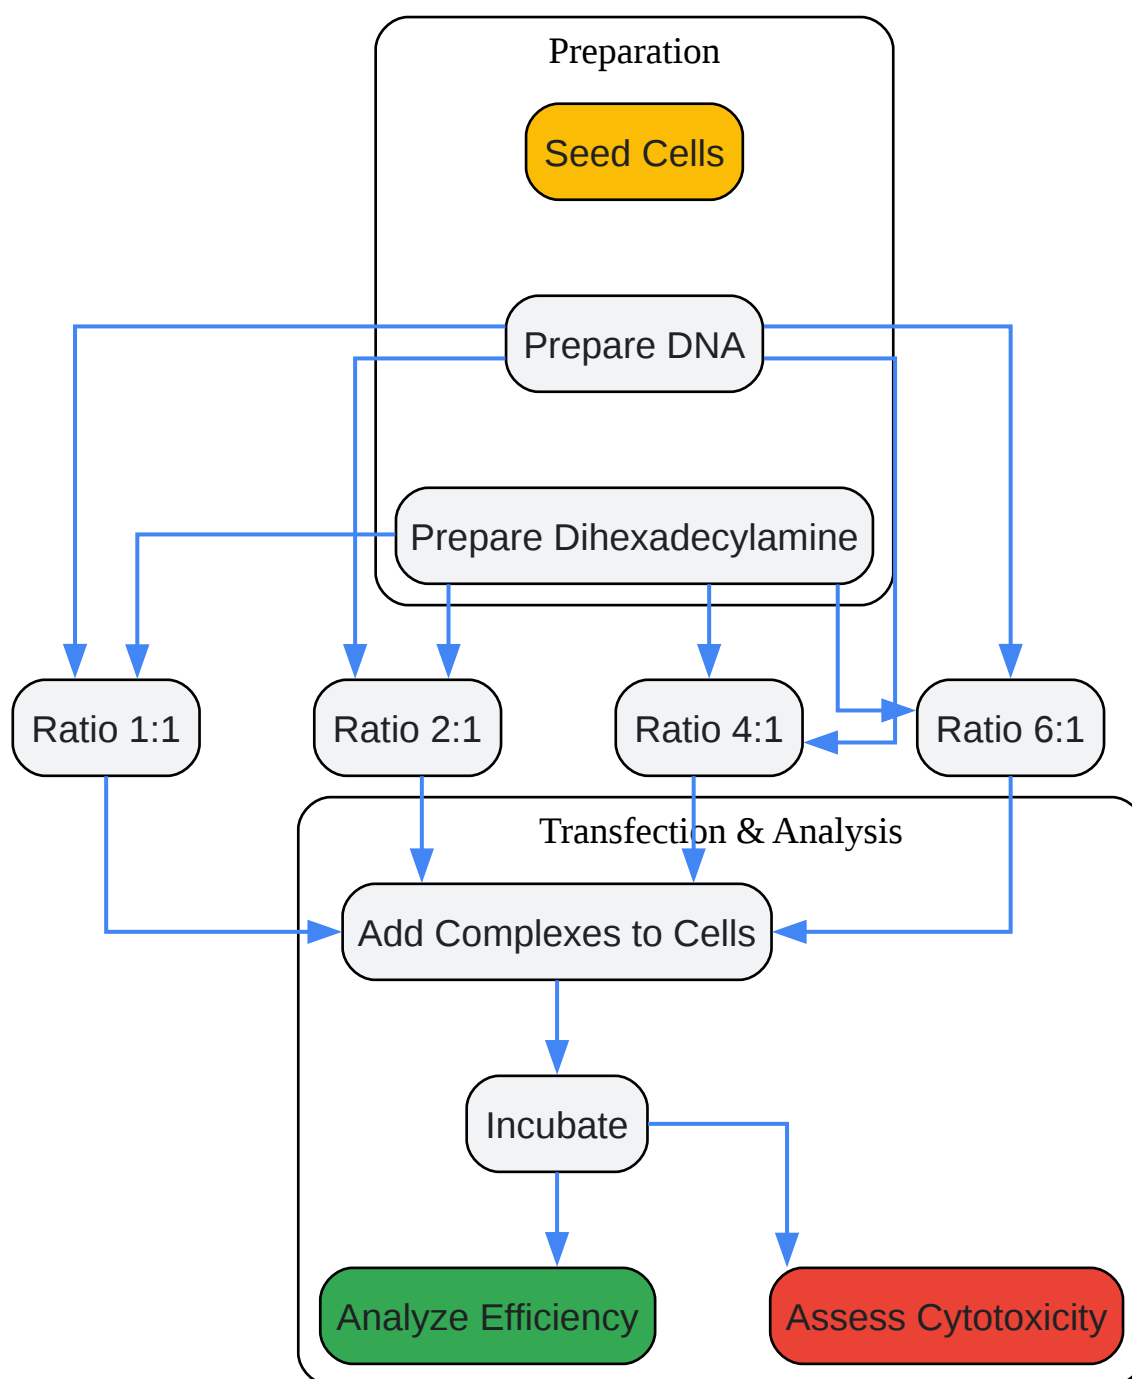 Preparation
Seed Cells
Prepare DNA
Prepare Dihexadecylamine
Ratio 1:1
Ratio 2:1
Ratio 4:1
Ratio 6:1
Transfection & Analysis
Add Complexes to Cells
Incubate
Analyze Efficiency
Assess Cytotoxicity